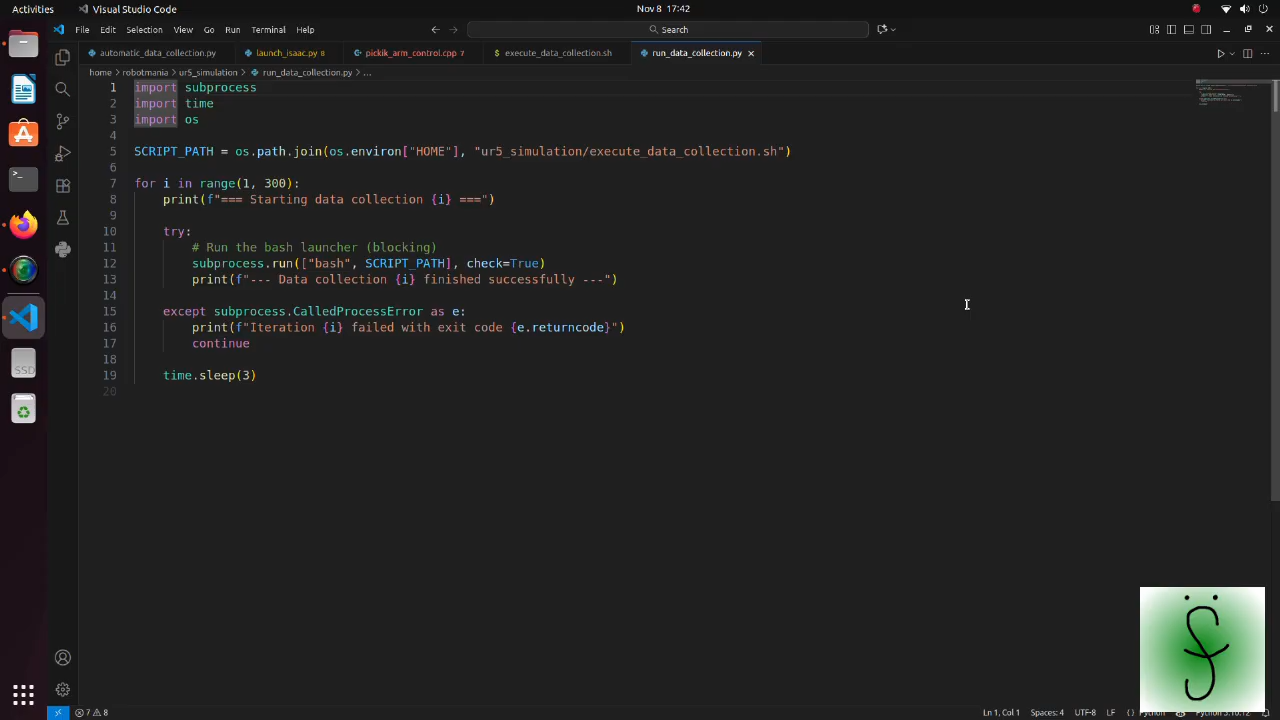 Activities
Visual Studio Code
Nov 8 17:42
File Edit Selection View Go Run Terminal Help
Search
automatic_data_collection.py
launch_isaac.py 8
pickik_arm_control.cpp 7
execute_data_collection.sh
run_data_collection.py
home > robotmania > ur5_simulation > run_data_collection.py > ...
1 import subprocess
2 import time
3 import os
4
5 SCRIPT_PATH = os.path.join(os.environ["HOME"], "ur5_simulation/execute_data_collection.sh")
6
7 for i in range(1, 300):
8     print(f"=== Starting data collection {i} ===")
9
10     try:
11         # Run the bash launcher (blocking)
12         subprocess.run(["bash", SCRIPT_PATH], check=True)
13         print(f"--- Data collection {i} finished successfully ---")
14
15     except subprocess.CalledProcessError as e:
16         print(f"Iteration {i} failed with exit code {e.returncode}")
17         continue
18
19     time.sleep(3)
20
SSD
7 8
Ln 1, Col 1 Spaces: 4 UTF-8 LF